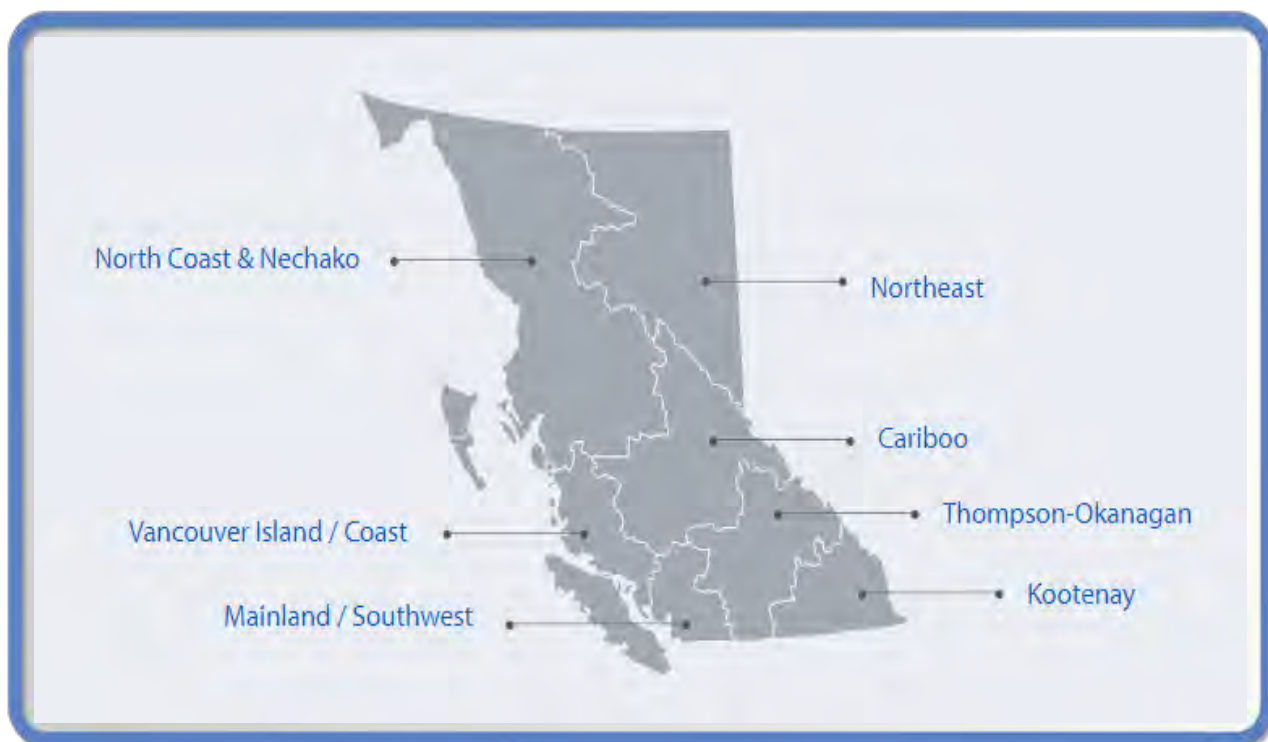 North Coast & Nechako
Northeast
Cariboo
Thompson-Okanagan
Vancouver Island / Coast
Kootenay
Mainland / Southwest